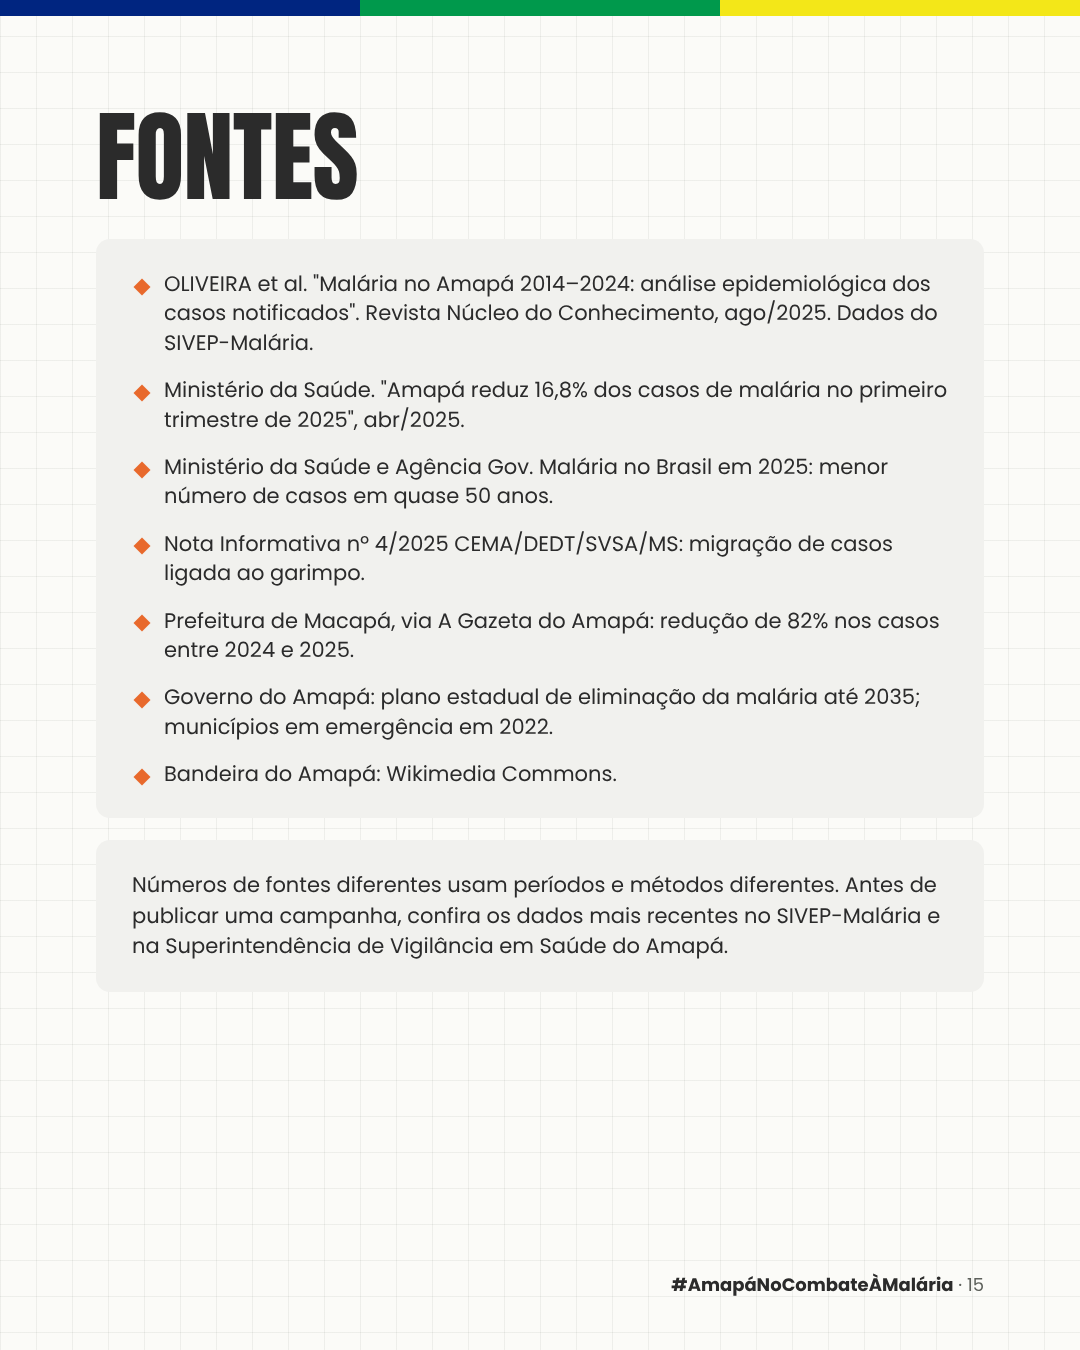 FONTES
◆ OLIVEIRA et al. "Malária no Amapá 2014–2024: análise epidemiológica dos
casos notificados". Revista Núcleo do Conhecimento, ago/2025. Dados do
SIVEP-Malária.
◆ Ministério da Saúde. "Amapá reduz 16,8% dos casos de malária no primeiro
trimestre de 2025", abr/2025.
◆ Ministério da Saúde e Agência Gov. Malária no Brasil em 2025: menor
número de casos em quase 50 anos.
◆ Nota Informativa nº 4/2025 CEMA/DEDT/SVSA/MS: migração de casos
ligada ao garimpo.
◆ Prefeitura de Macapá, via A Gazeta do Amapá: redução de 82% nos casos
entre 2024 e 2025.
◆ Governo do Amapá: plano estadual de eliminação da malária até 2035;
municípios em emergência em 2022.
◆ Bandeira do Amapá: Wikimedia Commons.
Números de fontes diferentes usam períodos e métodos diferentes. Antes de
publicar uma campanha, confira os dados mais recentes no SIVEP-Malária e
na Superintendência de Vigilância em Saúde do Amapá.
#AmapáNoCombateÀMalária · 15